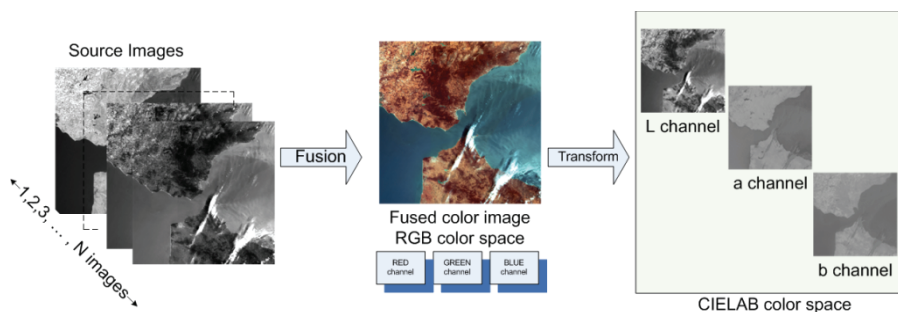 Source Images
1,2,3, ... , N images
Fusion
Fused color image
RGB color space
RED
channel
GREEN
channel
BLUE
channel
Transform
L channel
a channel
b channel
CIELAB color space